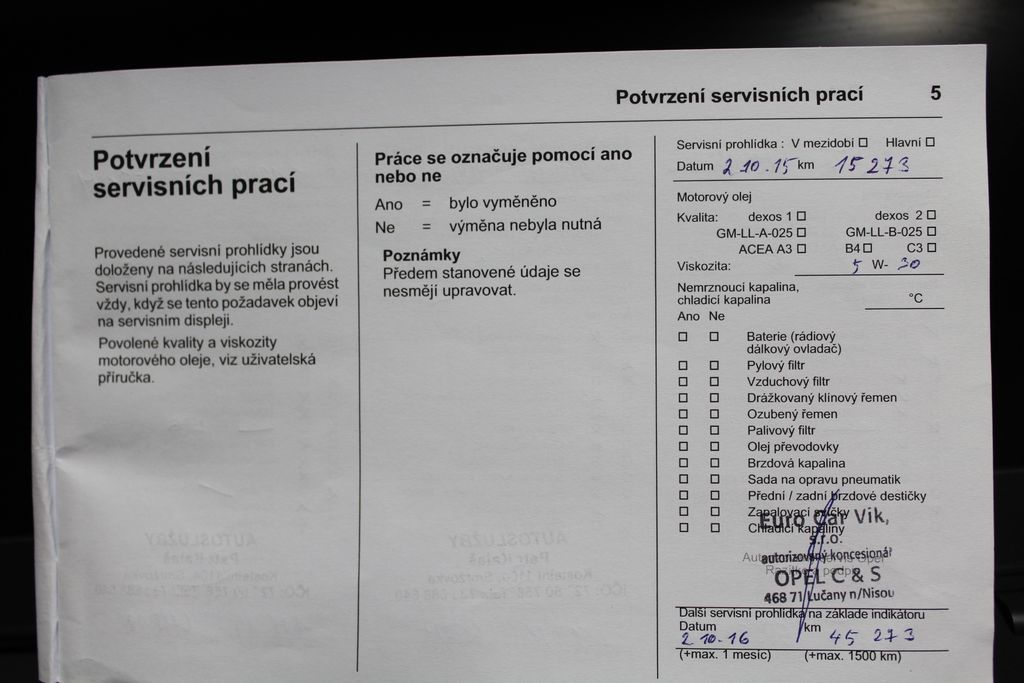 Potvrzení servisních prací 5
Potvrzení
servisních prací
Provedené servisní prohlídky jsou
doloženy na následujících stranách.
Servisní prohlídka by se měla provést
vždy, když se tento požadavek objeví
na servisním displeji.
Povolené kvality a viskozity
motorového oleje, viz uživatelská
příručka.
Práce se označuje pomocí ano
nebo ne
Ano = bylo vyměněno
Ne = výměna nebyla nutná
Poznámky
Předem stanovené údaje se
nesmějí upravovat.
Servisní prohlídka : V mezidobí ☐ Hlavní ☐
Datum 2.10.15 km 15 273
Motorový olej
Kvalita: dexos 1 ☐ dexos 2 ☐
GM-LL-A-025 ☐ GM-LL-B-025 ☐
ACEA A3 ☐ B4 ☐ C3 ☐
Viskozita: 5 W- 30
Nemrznoucí kapalina,
chladicí kapalina °C
Ano Ne
☐ ☐ Baterie (rádiový
dálkový ovladač)
☐ ☐ Pylový filtr
☐ ☐ Vzduchový filtr
☐ ☐ Drážkovaný klínový řemen
☐ ☐ Ozubený řemen
☐ ☐ Palivový filtr
☐ ☐ Olej převodovky
☐ ☐ Brzdová kapalina
☐ ☐ Sada na opravu pneumatik
☐ ☐ Přední / zadní brzdové destičky
☐ ☐ Zapalovací svíčky
☐ ☐ Chladicí kapaliny
Euro Car Vik,
s.r.o.
autorizovaný koncesionář
OPEL C & S
468 71 Lučany n/Nisou
Další servisní prohlídka na základe indikátoru
Datum /km
2.10.16 45 273
(+max. 1 mesíc) (+max. 1500 km)